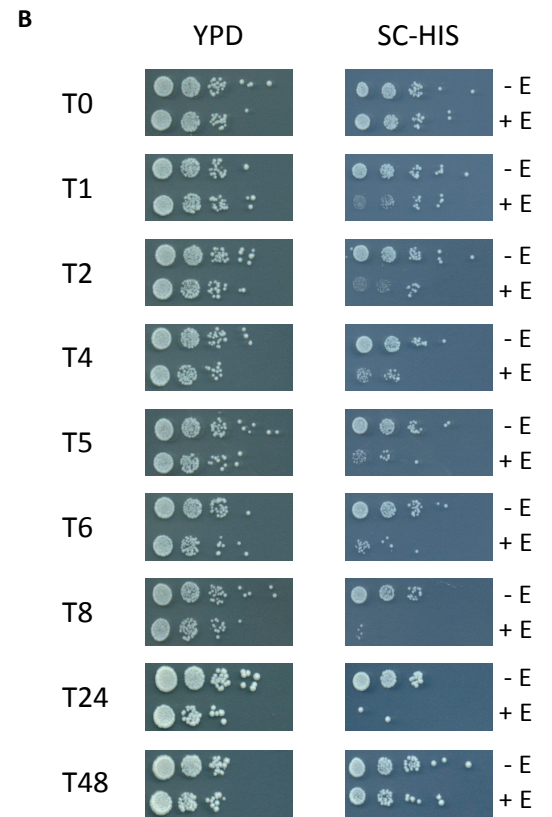 B
YPD SC-HIS
T0
- E
+ E
T1
- E
+ E
T2
- E
+ E
T4
- E
+ E
T5
- E
+ E
T6
- E
+ E
T8
- E
+ E
T24
- E
+ E
T48
- E
+ E